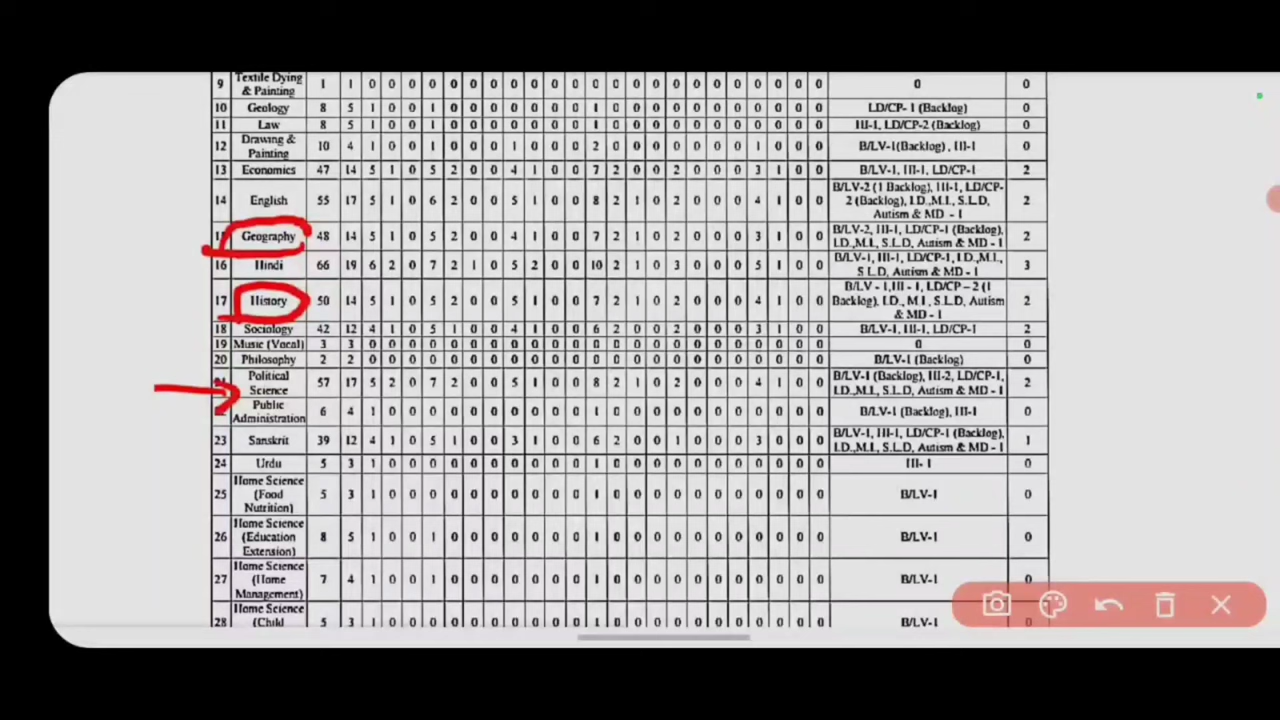 9 Textile Dying & Painting 1 1 0 0 0 0 0 0 0 0 0 0 0 0 0 0 0 0 0 0 0 0 0 0 0
10 Geology 8 5 1 0 0 1 0 0 0 0 0 0 0 1 0 0 0 0 0 0 0 0 0 LD/CP- 1 (Backlog) 0
11 Law 8 5 1 0 0 1 0 0 0 0 0 0 0 1 0 0 0 0 0 0 0 0 0 III-1, LD/CP-2 (Backlog) 0
12 Drawing & Painting 10 4 1 0 0 1 0 0 0 1 0 0 0 2 0 0 0 0 0 0 1 0 0 0 B/LV-1(Backlog) , III-1 0
13 Economics 47 14 5 1 0 5 2 0 0 4 1 0 0 7 2 0 0 2 0 0 0 3 1 0 0 B/LV-1, III-1, LD/CP-1 2
14 English 55 17 5 1 0 6 2 0 0 5 1 0 0 8 2 1 0 2 0 0 0 4 1 0 0 B/LV-2 (1 Backlog), III-1, LD/CP-2 (Backlog), I.D.,M.I., S.L.D, Autism & MD - 1 2
15 Geography 48 14 5 1 0 5 2 0 0 4 1 0 0 7 2 1 0 2 0 0 0 3 1 0 0 B/LV-2, III-1, LD/CP-1 (Backlog), I.D.,M.I., S.L.D, Autism & MD - 1 2
16 Hindi 66 19 6 2 0 7 2 1 0 5 2 0 0 10 2 1 0 3 0 0 0 5 1 0 0 B/LV-1, III-1, LD/CP-1, I.D.,M.I., S.L.D, Autism & MD - 1 3
17 History 50 14 5 1 0 5 2 0 0 5 1 0 0 7 2 1 0 2 0 0 0 4 1 0 0 B/LV - 1,III - 1, LD/CP – 2 (1 Backlog), I.D., M.I., S.L.D, Autism & MD - 1 2
18 Sociology 42 12 4 1 0 5 1 0 0 4 1 0 0 6 2 0 0 2 0 0 0 3 1 0 0 B/LV-1, III-1, LD/CP-1 2
19 Music (Vocal) 3 3 0 0 0 0 0 0 0 0 0 0 0 0 0 0 0 0 0 0 0 0 0 0 0 0 0
20 Philosophy 2 2 0 0 0 0 0 0 0 0 0 0 0 0 0 0 0 0 0 0 0 0 0 0 0 B/LV-1 (Backlog) 0
21 Political Science 57 17 5 2 0 7 2 0 0 5 1 0 0 8 2 1 0 2 0 0 0 4 1 0 0 B/LV-1 (Backlog), III-2, LD/CP-1, I.D.,M.I., S.L.D, Autism & MD - 1 2
Public Administration 6 4 1 0 0 0 0 0 0 0 0 0 0 1 0 0 0 0 0 0 0 0 0 0 0 B/LV-1 (Backlog), III-1 0
23 Sanskrit 39 12 4 1 0 5 1 0 0 3 1 0 0 6 2 0 0 1 0 0 0 3 0 0 0 B/LV-1, III-1, LD/CP-1 (Backlog), I.D.,M.I., S.L.D, Autism & MD - 1 1
24 Urdu 5 3 1 0 0 0 0 0 0 0 0 0 0 1 0 0 0 0 0 0 0 0 0 0 0 III- 1 0
25 Home Science (Food Nutrition) 5 3 1 0 0 0 0 0 0 0 0 0 0 1 0 0 0 0 0 0 0 0 0 0 0 B/LV-1 0
26 Home Science (Education Extension) 8 5 1 0 0 1 0 0 0 0 0 0 0 1 0 0 0 0 0 0 0 0 0 0 0 B/LV-1 0
27 Home Science (Home Management) 7 4 1 0 0 1 0 0 0 0 0 0 0 1 0 0 0 0 0 0 0 0 0 0 0 B/LV-1 0
28 Home Science (Child 5 3 1 0 0 0 0 0 0 0 0 0 0 1 0 0 0 0 0 0 0 0 0 0 0 B/LV-1 0